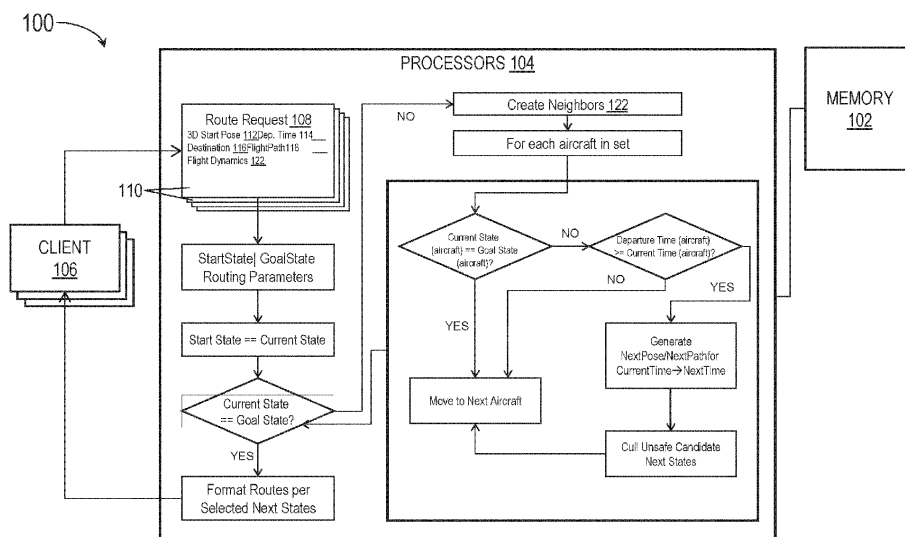 100
PROCESSORS 104
MEMORY
102
Route Request 108
3D Start Pose 112Dep. Time 114
Destination 116FlightPath118
Flight Dynamics 122
110
CLIENT
106
StartState| GoalState
Routing Parameters
Start State == Current State
Current State
== Goal State?
YES
Format Routes per
Selected Next States
NO
Create Neighbors 122
For each aircraft in set
Current State
(aircraft) == Goal State
(aircraft)?
NO
Departure Time (aircraft)
>= Current Time (aircraft)?
NO
YES
YES
Generate
NextPose/NextPathfor
CurrentTime→NextTime
Move to Next Aircraft
Cull Unsafe Candidate
Next States